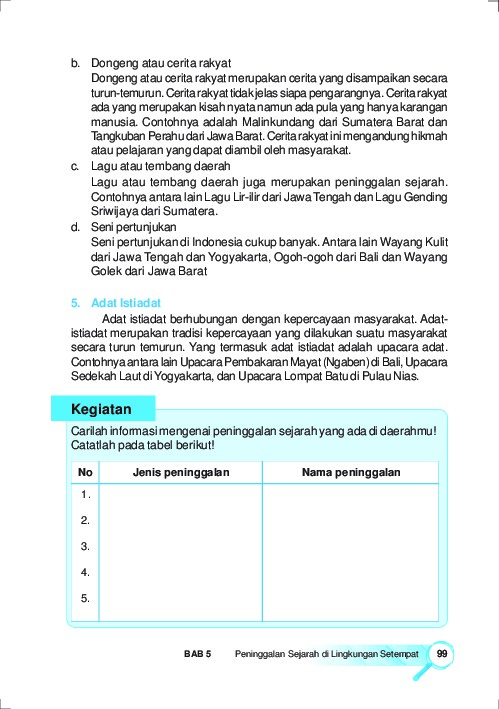 b. Dongeng atau cerita rakyat
Dongeng atau cerita rakyat merupakan cerita yang disampaikan secara
turun-temurun. Cerita rakyat tidak jelas siapa pengarangnya. Cerita rakyat
ada yang merupakan kisah nyata namun ada pula yang hanya karangan
manusia. Contohnya adalah Malinkundang dari Sumatera Barat dan
Tangkuban Perahu dari Jawa Barat. Cerita rakyat ini mengandung hikmah
atau pelajaran yang dapat diambil oleh masyarakat.
c. Lagu atau tembang daerah
Lagu atau tembang daerah juga merupakan peninggalan sejarah.
Contohnya antara lain Lagu Lir-ilir dari Jawa Tengah dan Lagu Gending
Sriwijaya dari Sumatera.
d. Seni pertunjukan
Seni pertunjukan di Indonesia cukup banyak. Antara lain Wayang Kulit
dari Jawa Tengah dan Yogyakarta, Ogoh-ogoh dari Bali dan Wayang
Golek dari Jawa Barat
5. Adat Istiadat
Adat istiadat berhubungan dengan kepercayaan masyarakat. Adat-
istiadat merupakan tradisi kepercayaan yang dilakukan suatu masyarakat
secara turun temurun. Yang termasuk adat istiadat adalah upacara adat.
Contohnya antara lain Upacara Pembakaran Mayat (Ngaben) di Bali, Upacara
Sedekah Laut di Yogyakarta, dan Upacara Lompat Batu di Pulau Nias.
Kegiatan
Carilah informasi mengenai peninggalan sejarah yang ada di daerahmu!
Catatlah pada tabel berikut!
No Jenis peninggalan Nama peninggalan
1.
2.
3.
4.
5.
BAB 5 Peninggalan Sejarah di Lingkungan Setempat 99